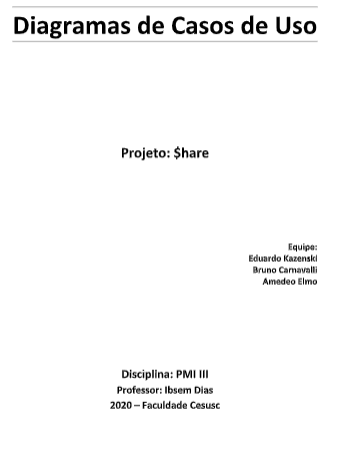 Diagramas de Casos de Uso
Projeto: $hare
Equipe:
Eduardo Kazenski
Bruno Carnavalli
Amedeo Elmo
Disciplina: PMI III
Professor: Ibsem Dias
2020 – Faculdade Cesusc